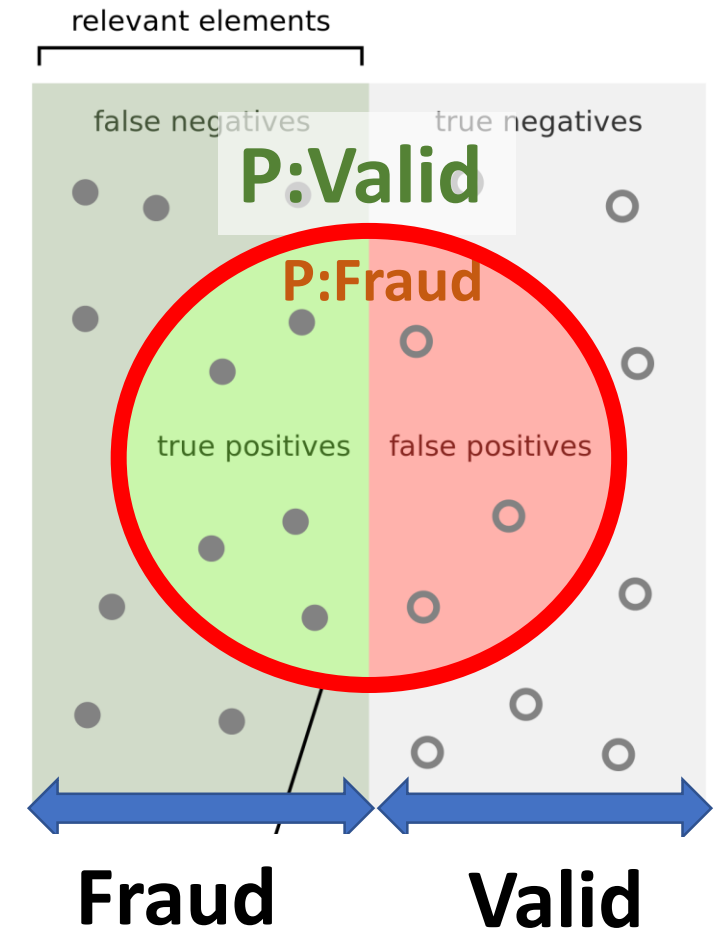 relevant elements
false negatives
true negatives
P:Valid
P:Fraud
true positives
false positives
Fraud
Valid